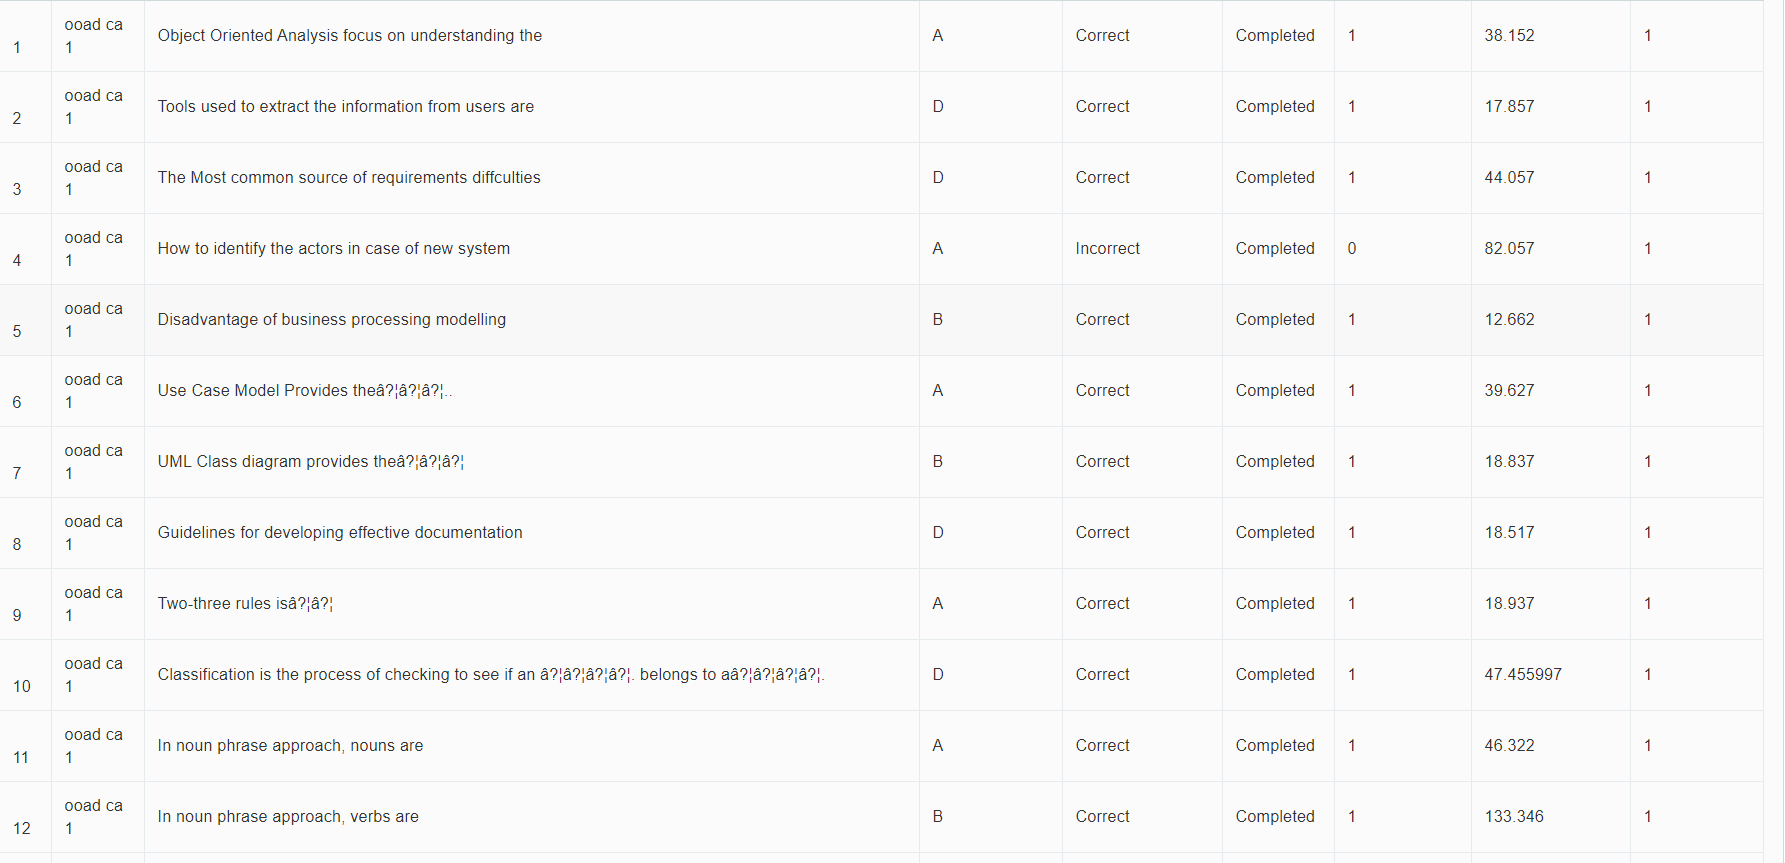 1 ooad ca 1 Object Oriented Analysis focus on understanding the A Correct Completed 1 38.152 1
2 ooad ca 1 Tools used to extract the information from users are D Correct Completed 1 17.857 1
3 ooad ca 1 The Most common source of requirements diffculties D Correct Completed 1 44.057 1
4 ooad ca 1 How to identify the actors in case of new system A Incorrect Completed 0 82.057 1
5 ooad ca 1 Disadvantage of business processing modelling B Correct Completed 1 12.662 1
6 ooad ca 1 Use Case Model Provides theâ?¦â?¦â?¦.. A Correct Completed 1 39.627 1
7 ooad ca 1 UML Class diagram provides theâ?¦â?¦â?¦ B Correct Completed 1 18.837 1
8 ooad ca 1 Guidelines for developing effective documentation D Correct Completed 1 18.517 1
9 ooad ca 1 Two-three rules isâ?¦â?¦ A Correct Completed 1 18.937 1
10 ooad ca 1 Classification is the process of checking to see if an â?¦â?¦â?¦â?¦. belongs to aâ?¦â?¦â?¦â?¦. D Correct Completed 1 47.455997 1
11 ooad ca 1 In noun phrase approach, nouns are A Correct Completed 1 46.322 1
12 ooad ca 1 In noun phrase approach, verbs are B Correct Completed 1 133.346 1